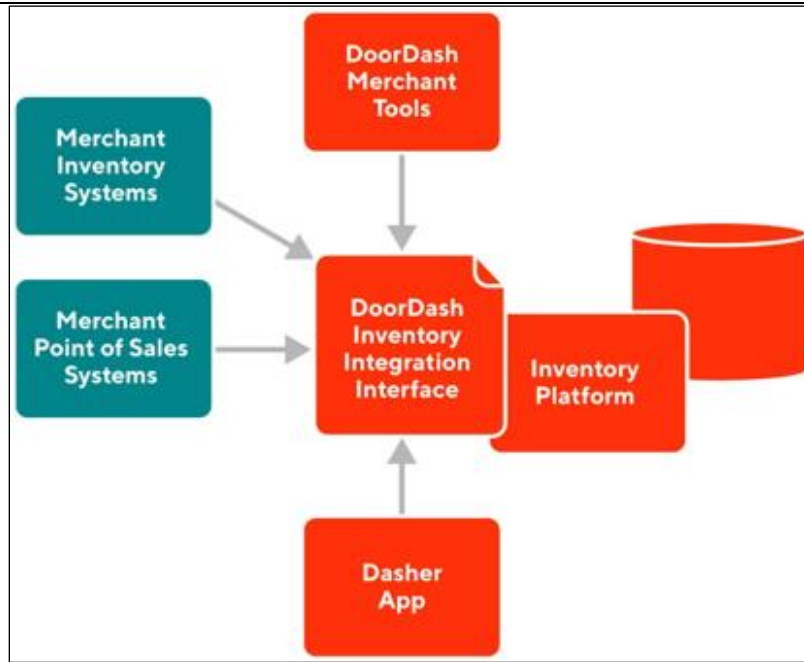 DoorDash
Merchant
Tools
Merchant
Inventory
Systems
Merchant
Point of Sales
Systems
DoorDash
Inventory
Integration
Interface
Inventory
Platform
Dasher
App